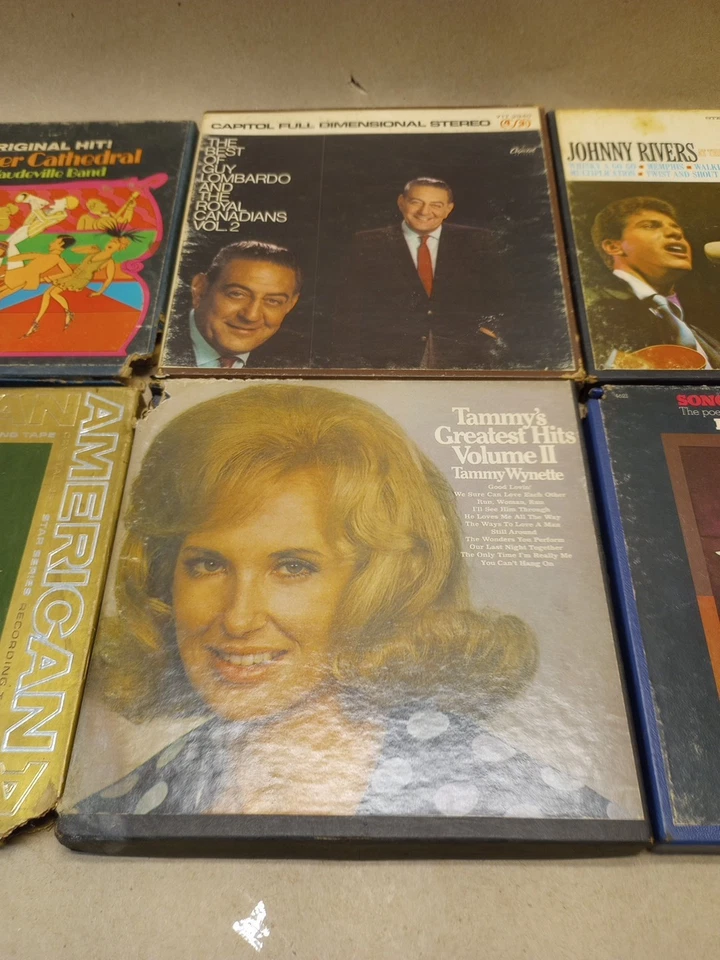 RIGINAL HIT!
er Cathedral
audeville Band
CAPITOL FULL DIMENSIONAL STEREO
THE
BEST
OF
GUY
LOMBARDO
AND
THE
ROYAL
CANADIANS
VOL. 2
Capitol
JOHNNY RIVERS
MEMPHIS
TWIST AND SHOUT
AMERICAN
ND TAPE
STAR SERIES RECORDING
Tammy's
Greatest Hits
Volume II
Tammy Wynette
Good Lovin'
We Sure Can Love Each Other
Run, Woman, Run
I'll See Him Through
He Loves Me All The Way
The Ways To Love A Man
Still Around
The Wonders You Perform
Our Last Night Together
The Only Time I'm Really Me
You Can't Hang On
SONG
The poe